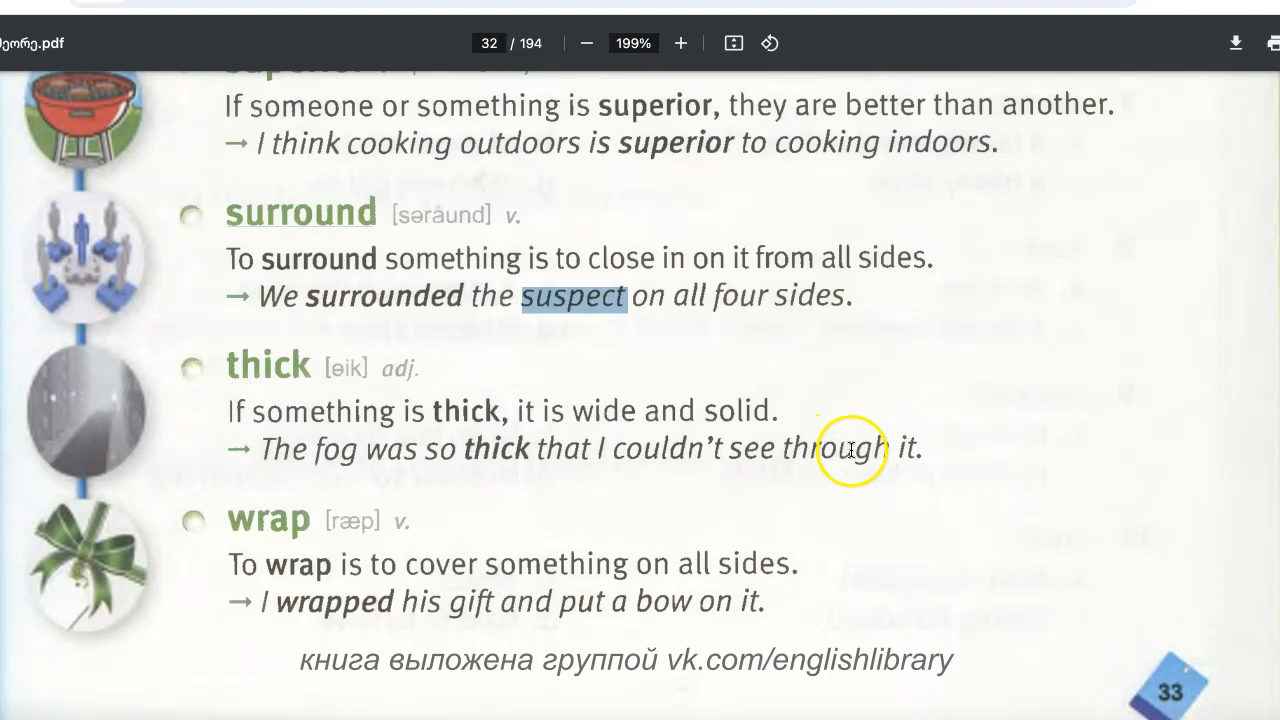 მეორე.pdf
32 / 194
199%
superior
If someone or something is superior, they are better than another.
→ I think cooking outdoors is superior to cooking indoors.
surround [səráund] v.
To surround something is to close in on it from all sides.
→ We surrounded the suspect on all four sides.
thick [θik] adj.
If something is thick, it is wide and solid.
→ The fog was so thick that I couldn't see through it.
wrap [ræp] v.
To wrap is to cover something on all sides.
→ I wrapped his gift and put a bow on it.
книга выложена группой vk.com/englishlibrary
33